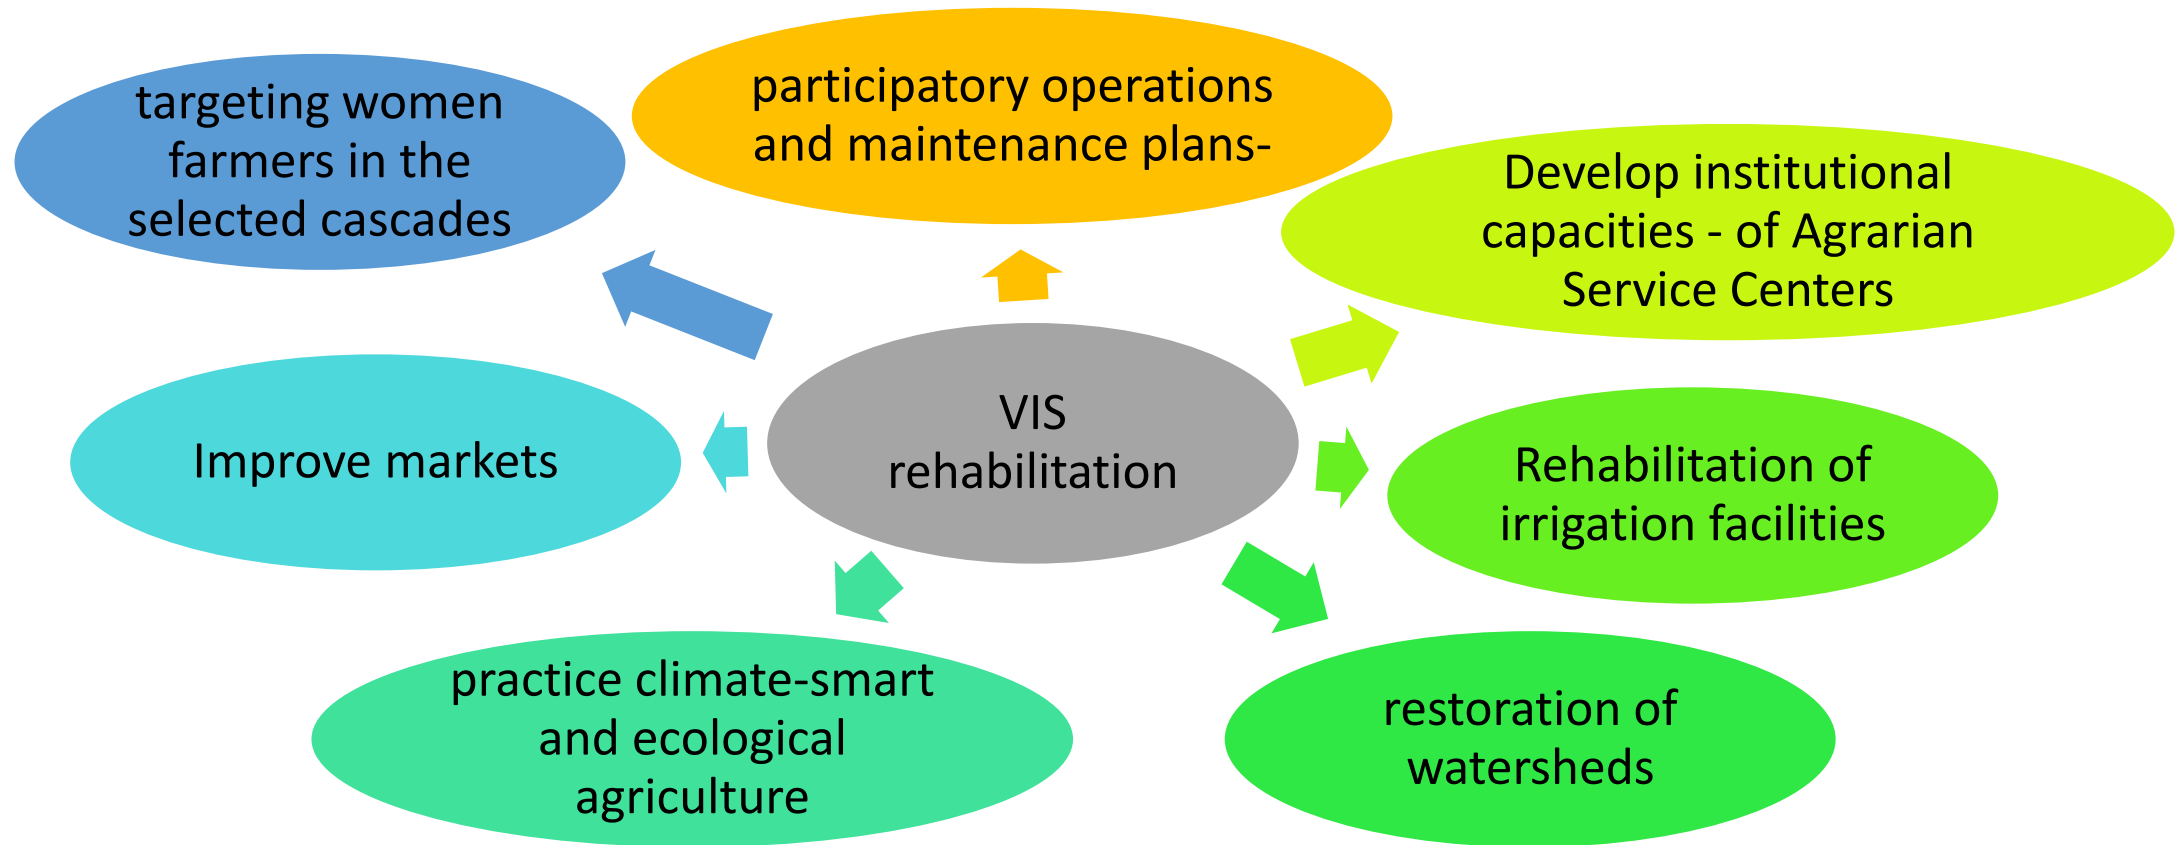 targeting women
farmers in the
selected cascades
participatory operations
and maintenance plans-
Develop institutional
capacities - of Agrarian
Service Centers
Improve markets
VIS
rehabilitation
Rehabilitation of
irrigation facilities
practice climate-smart
and ecological
agriculture
restoration of
watersheds